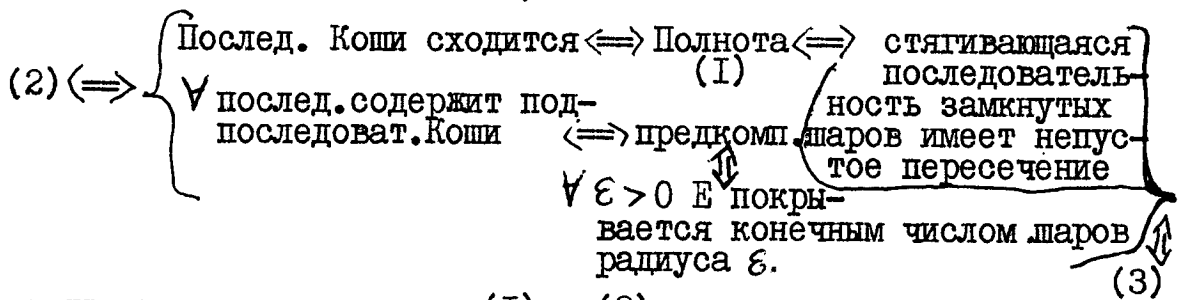 Послед. Коши сходится ⟺ Полнота ⟺ стягивающаяся
(I) последователь-
(2) ⟺ { ∀ послед. содержит под- ность замкнутых
последоват. Коши ⟺ предкомп. шаров имеет непус-
⇕ тое пересечение
∀ ε > 0 E покры-
вается конечным числом шаров ⇕
радиуса ε.
(3)
(I) (2)